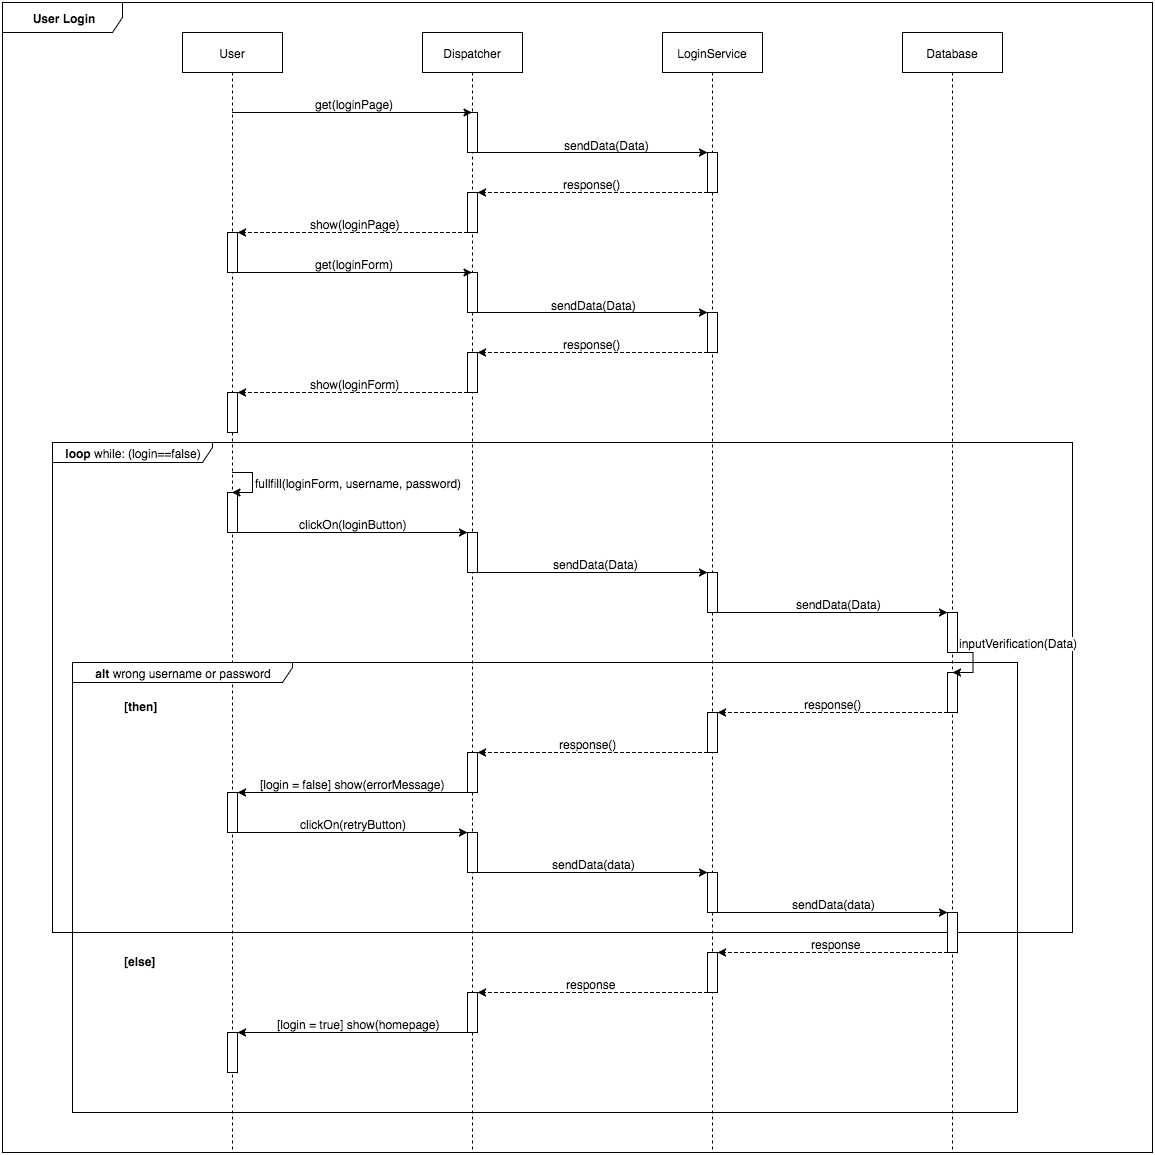 User Login
User
Dispatcher
LoginService
Database
get(loginPage)
sendData(Data)
response()
show(loginPage)
get(loginForm)
sendData(Data)
response()
show(loginForm)
loop while: (login==false)
fullfill(loginForm, username, password)
clickOn(loginButton)
sendData(Data)
sendData(Data)
inputVerification(Data)
alt wrong username or password
[then]
response()
response()
[login = false] show(errorMessage)
clickOn(retryButton)
sendData(data)
sendData(data)
response
[else]
response
[login = true] show(homepage)